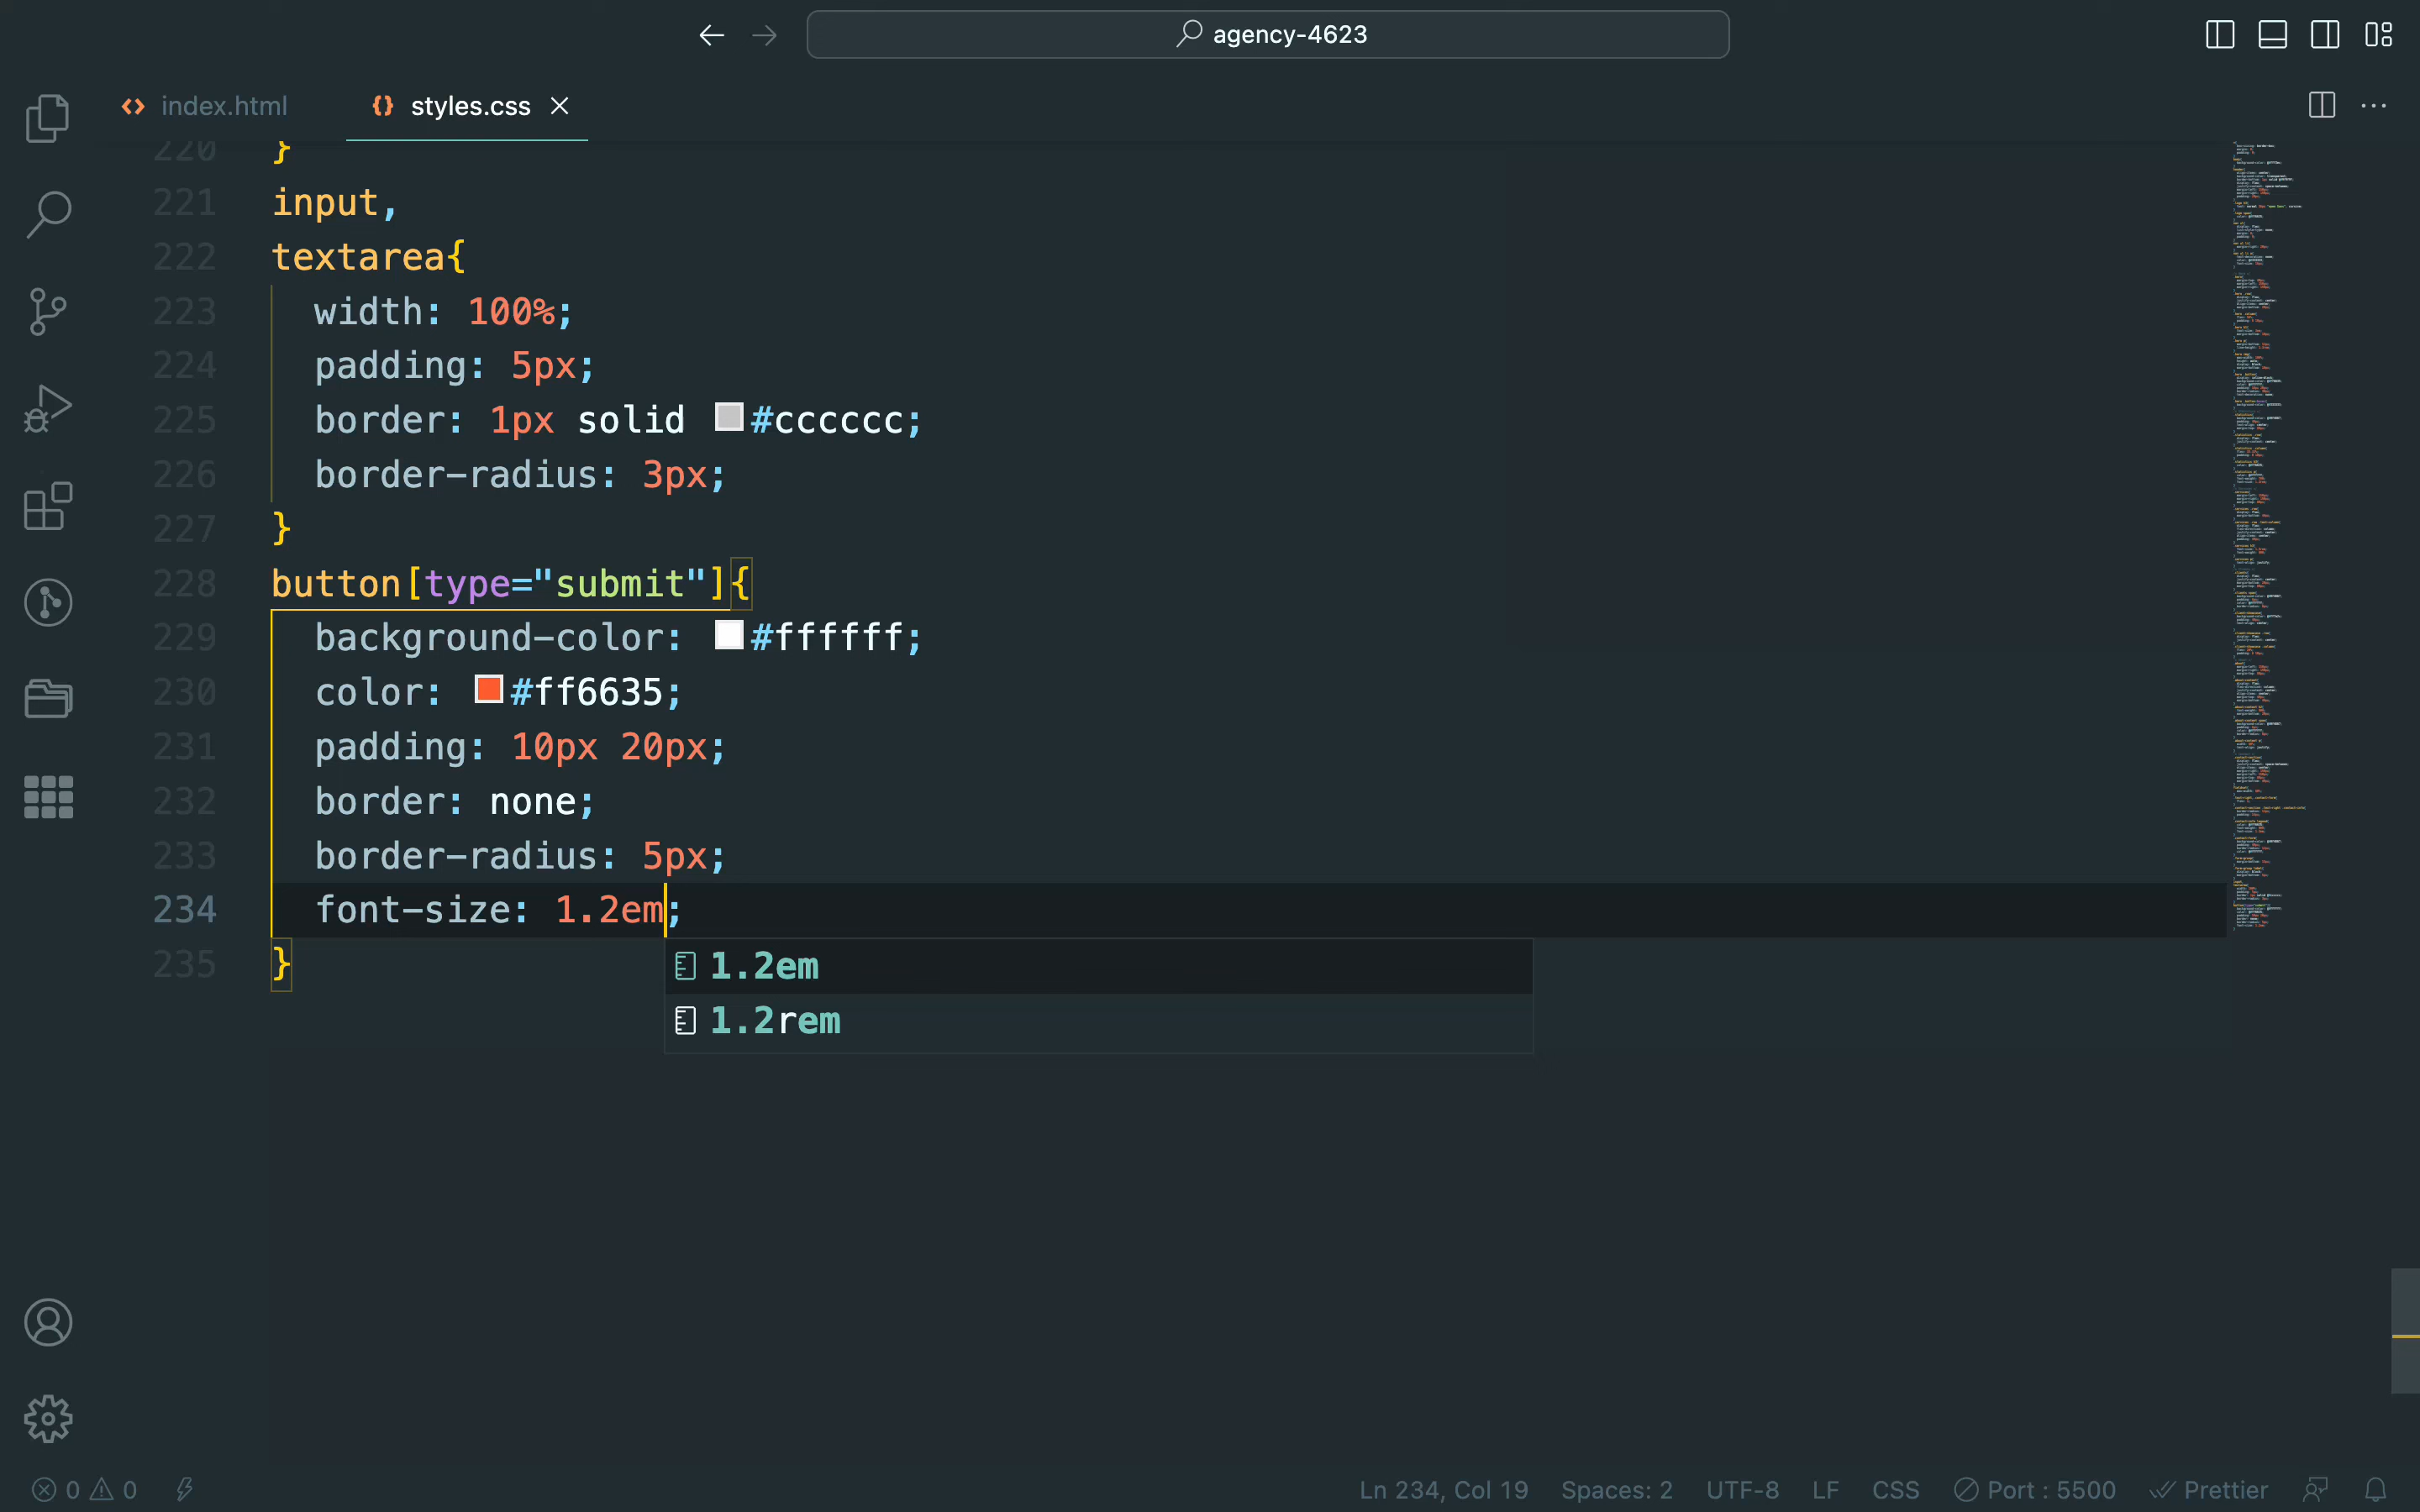 agency-4623
index.html
styles.css
220 }
221 input,
222 textarea{
223 width: 100%;
224 padding: 5px;
225 border: 1px solid #cccccc;
226 border-radius: 3px;
227 }
228 button[type="submit"]{
229 background-color: #ffffff;
230 color: #ff6635;
231 padding: 10px 20px;
232 border: none;
233 border-radius: 5px;
234 font-size: 1.2em;
235 }
1.2em
1.2rem
0 0 Ln 234, Col 19 Spaces: 2 UTF-8 LF CSS Port : 5500 Prettier